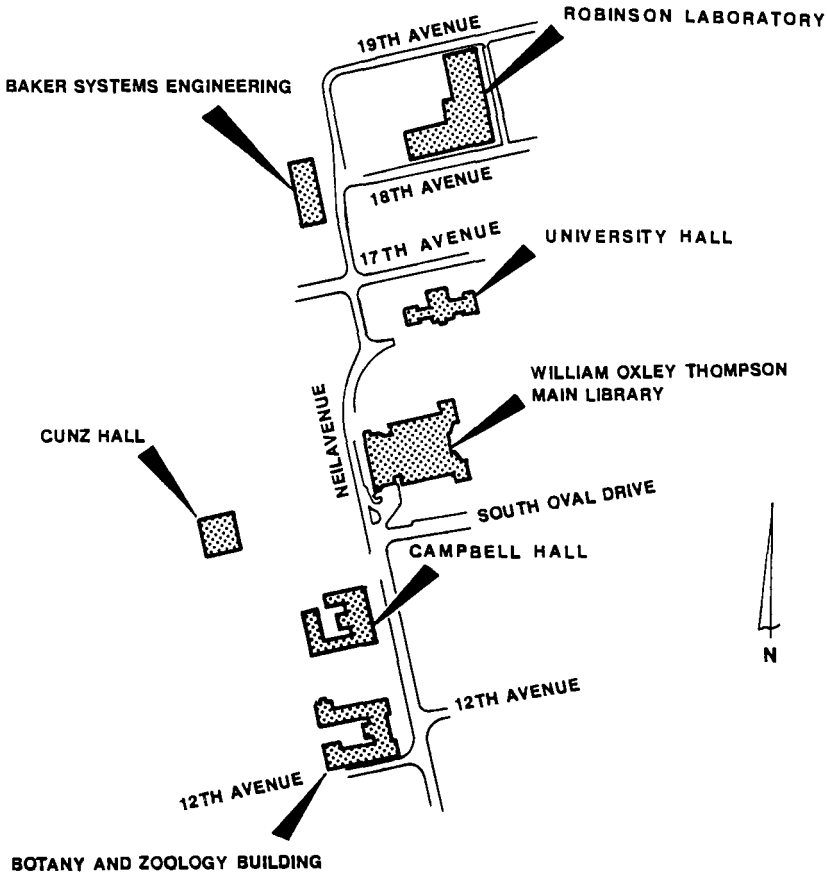 ROBINSON LABORATORY
19TH AVENUE
BAKER SYSTEMS ENGINEERING
18TH AVENUE
17TH AVENUE
UNIVERSITY HALL
WILLIAM OXLEY THOMPSON
MAIN LIBRARY
NEILAVENUE
CUNZ HALL
SOUTH OVAL DRIVE
CAMPBELL HALL
N
12TH AVENUE
12TH AVENUE
BOTANY AND ZOOLOGY BUILDING